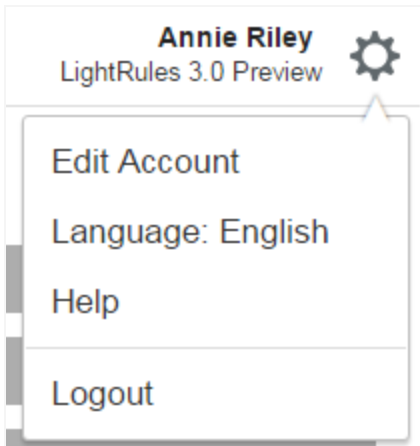 Annie Riley
LightRules 3.0 Preview
Edit Account
Language: English
Help
Logout